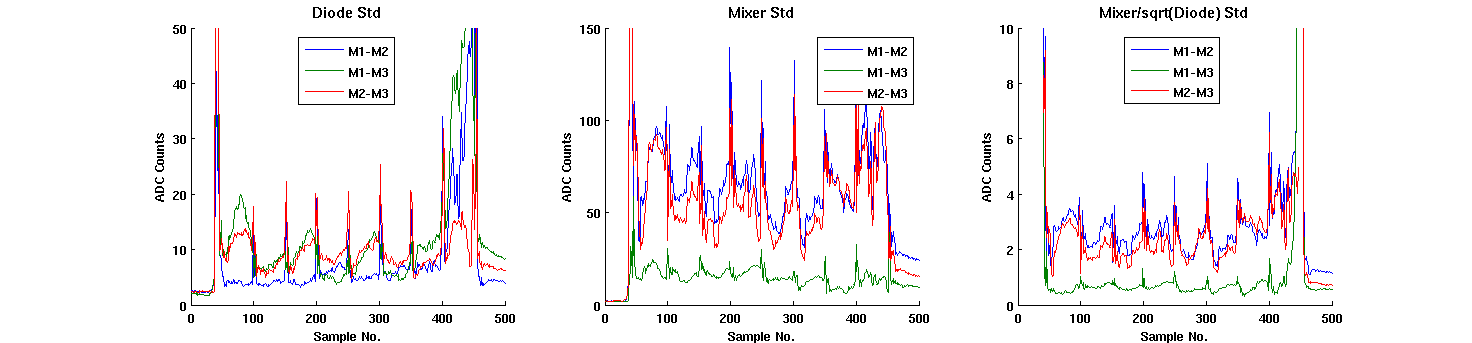 Diode Std
50
40
30
20
10
0
ADC Counts
0 100 200 300 400 500
Sample No.
M1-M2
M1-M3
M2-M3
Mixer Std
150
100
50
0
ADC Counts
0 100 200 300 400 500
Sample No.
M1-M2
M1-M3
M2-M3
Mixer/sqrt(Diode) Std
10
8
6
4
2
0
ADC Counts
0 100 200 300 400 500
Sample No.
M1-M2
M1-M3
M2-M3